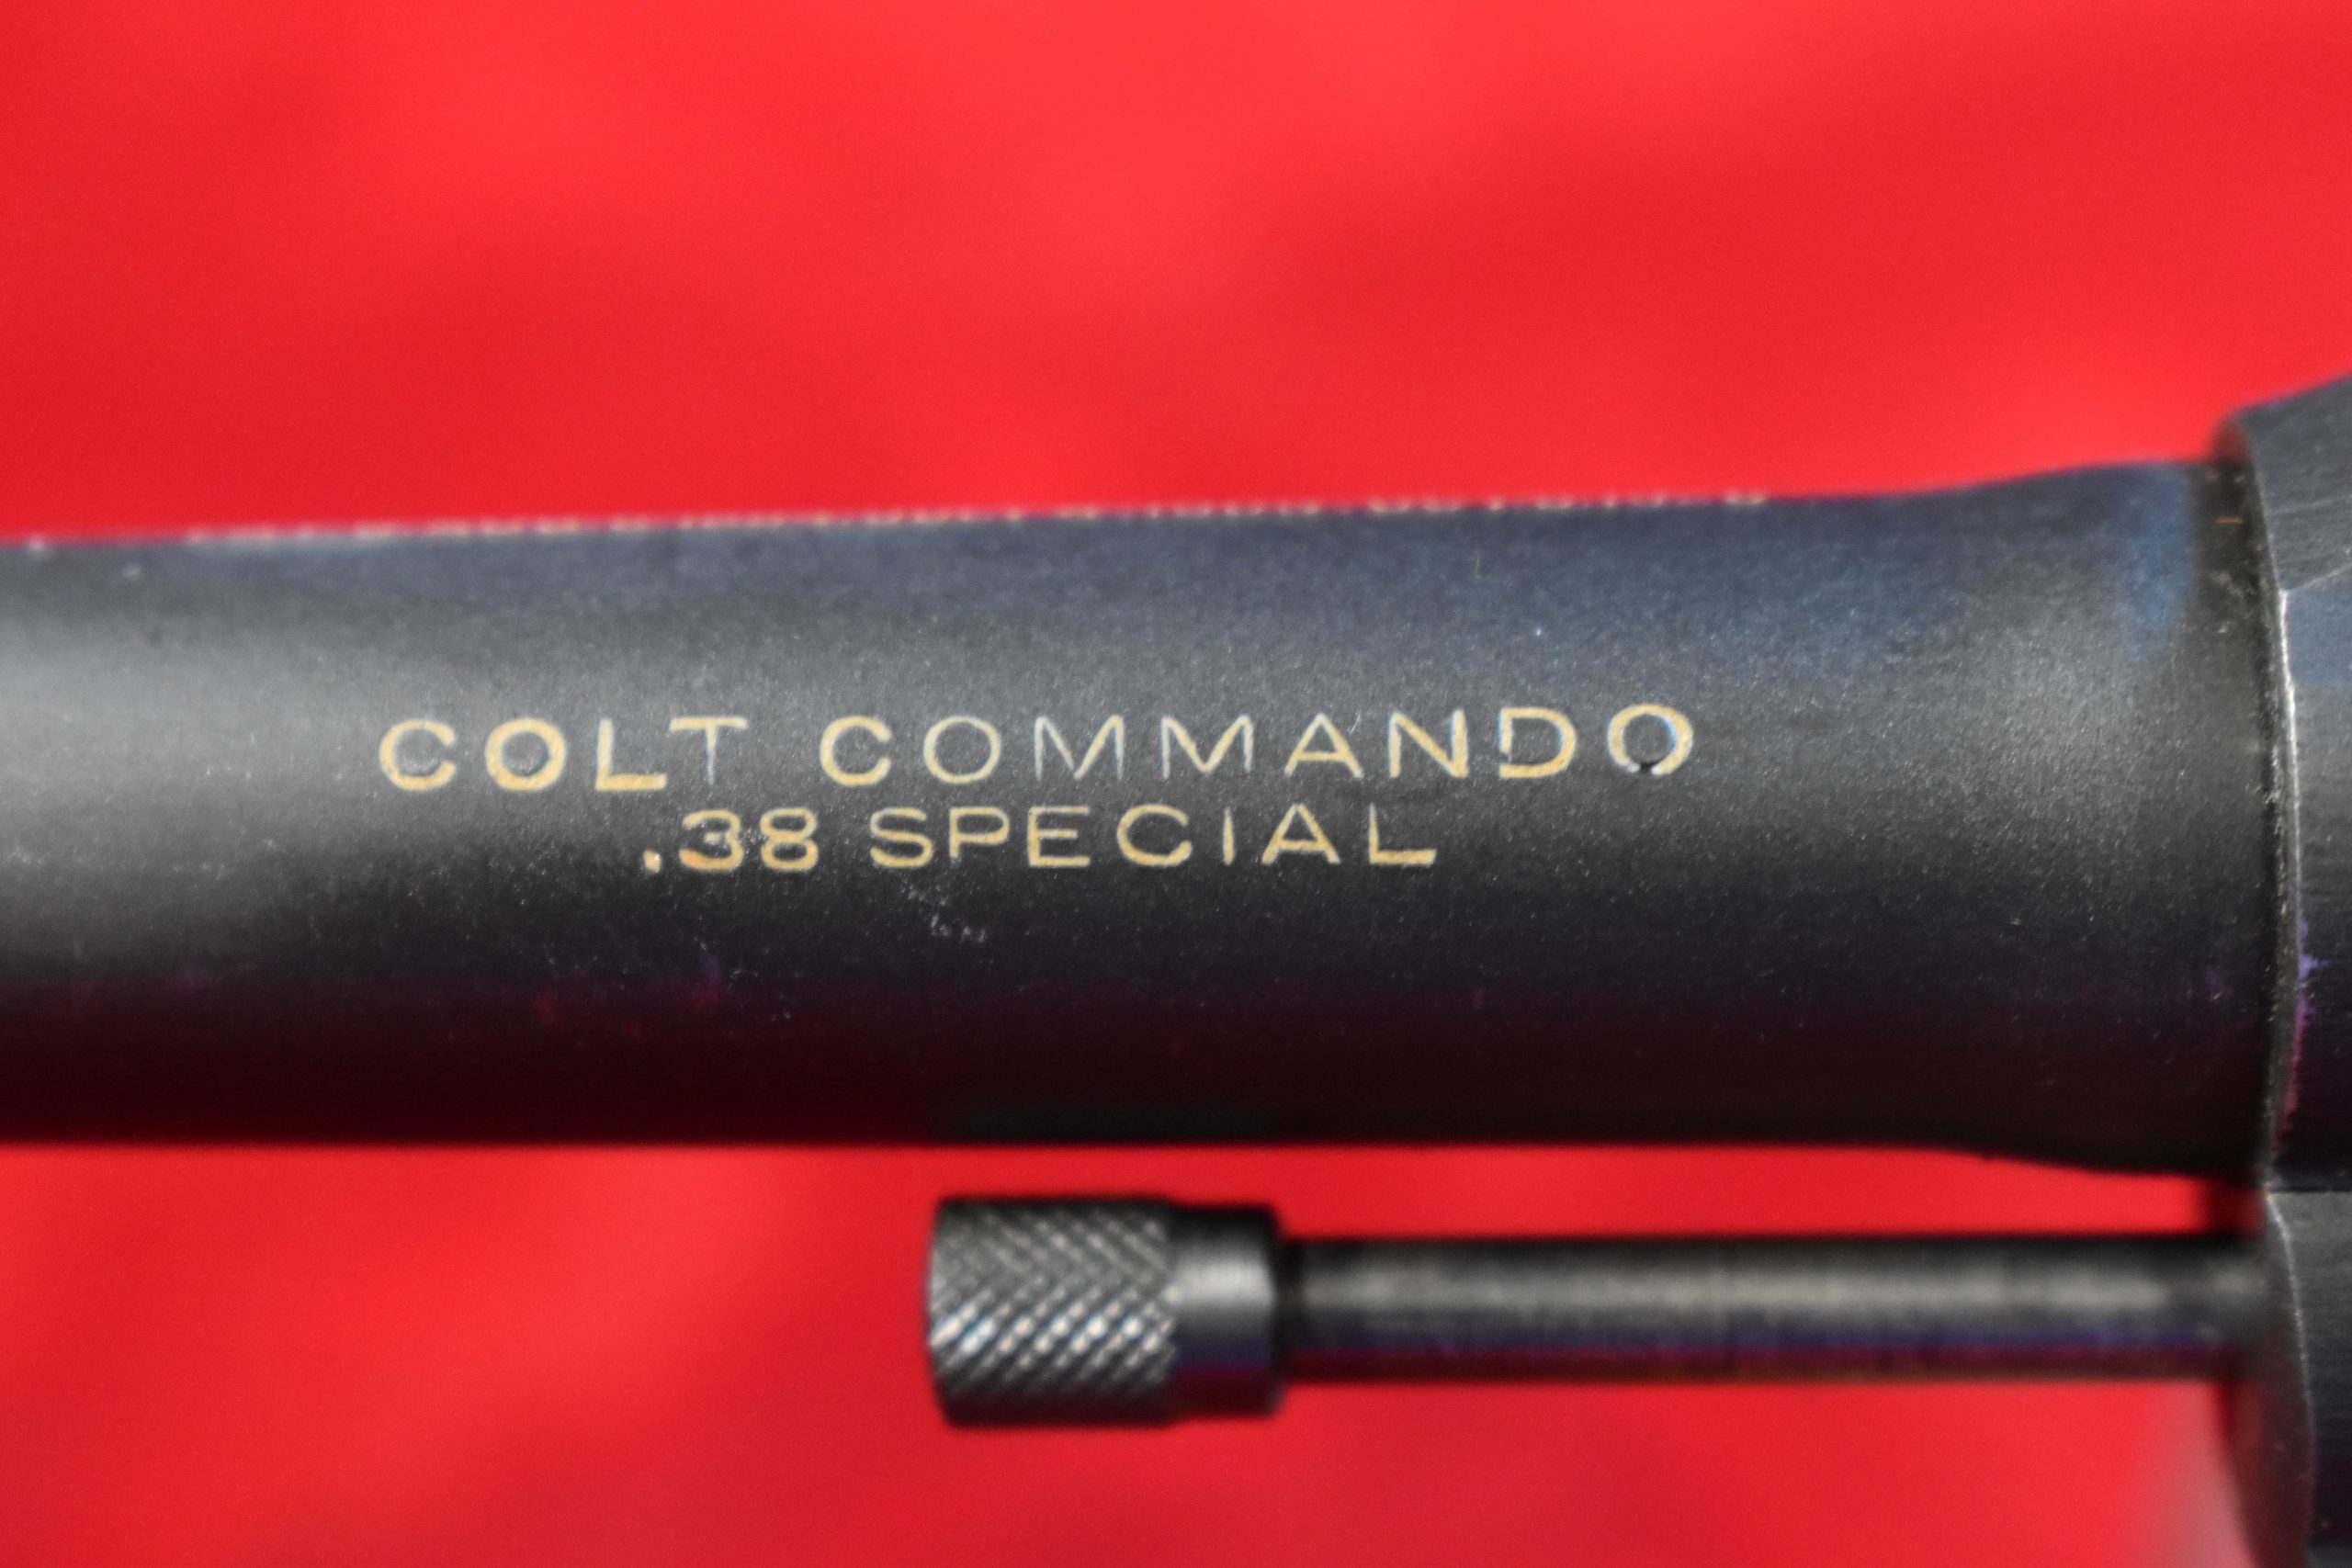 COLT COMMANDO
.38 SPECIAL